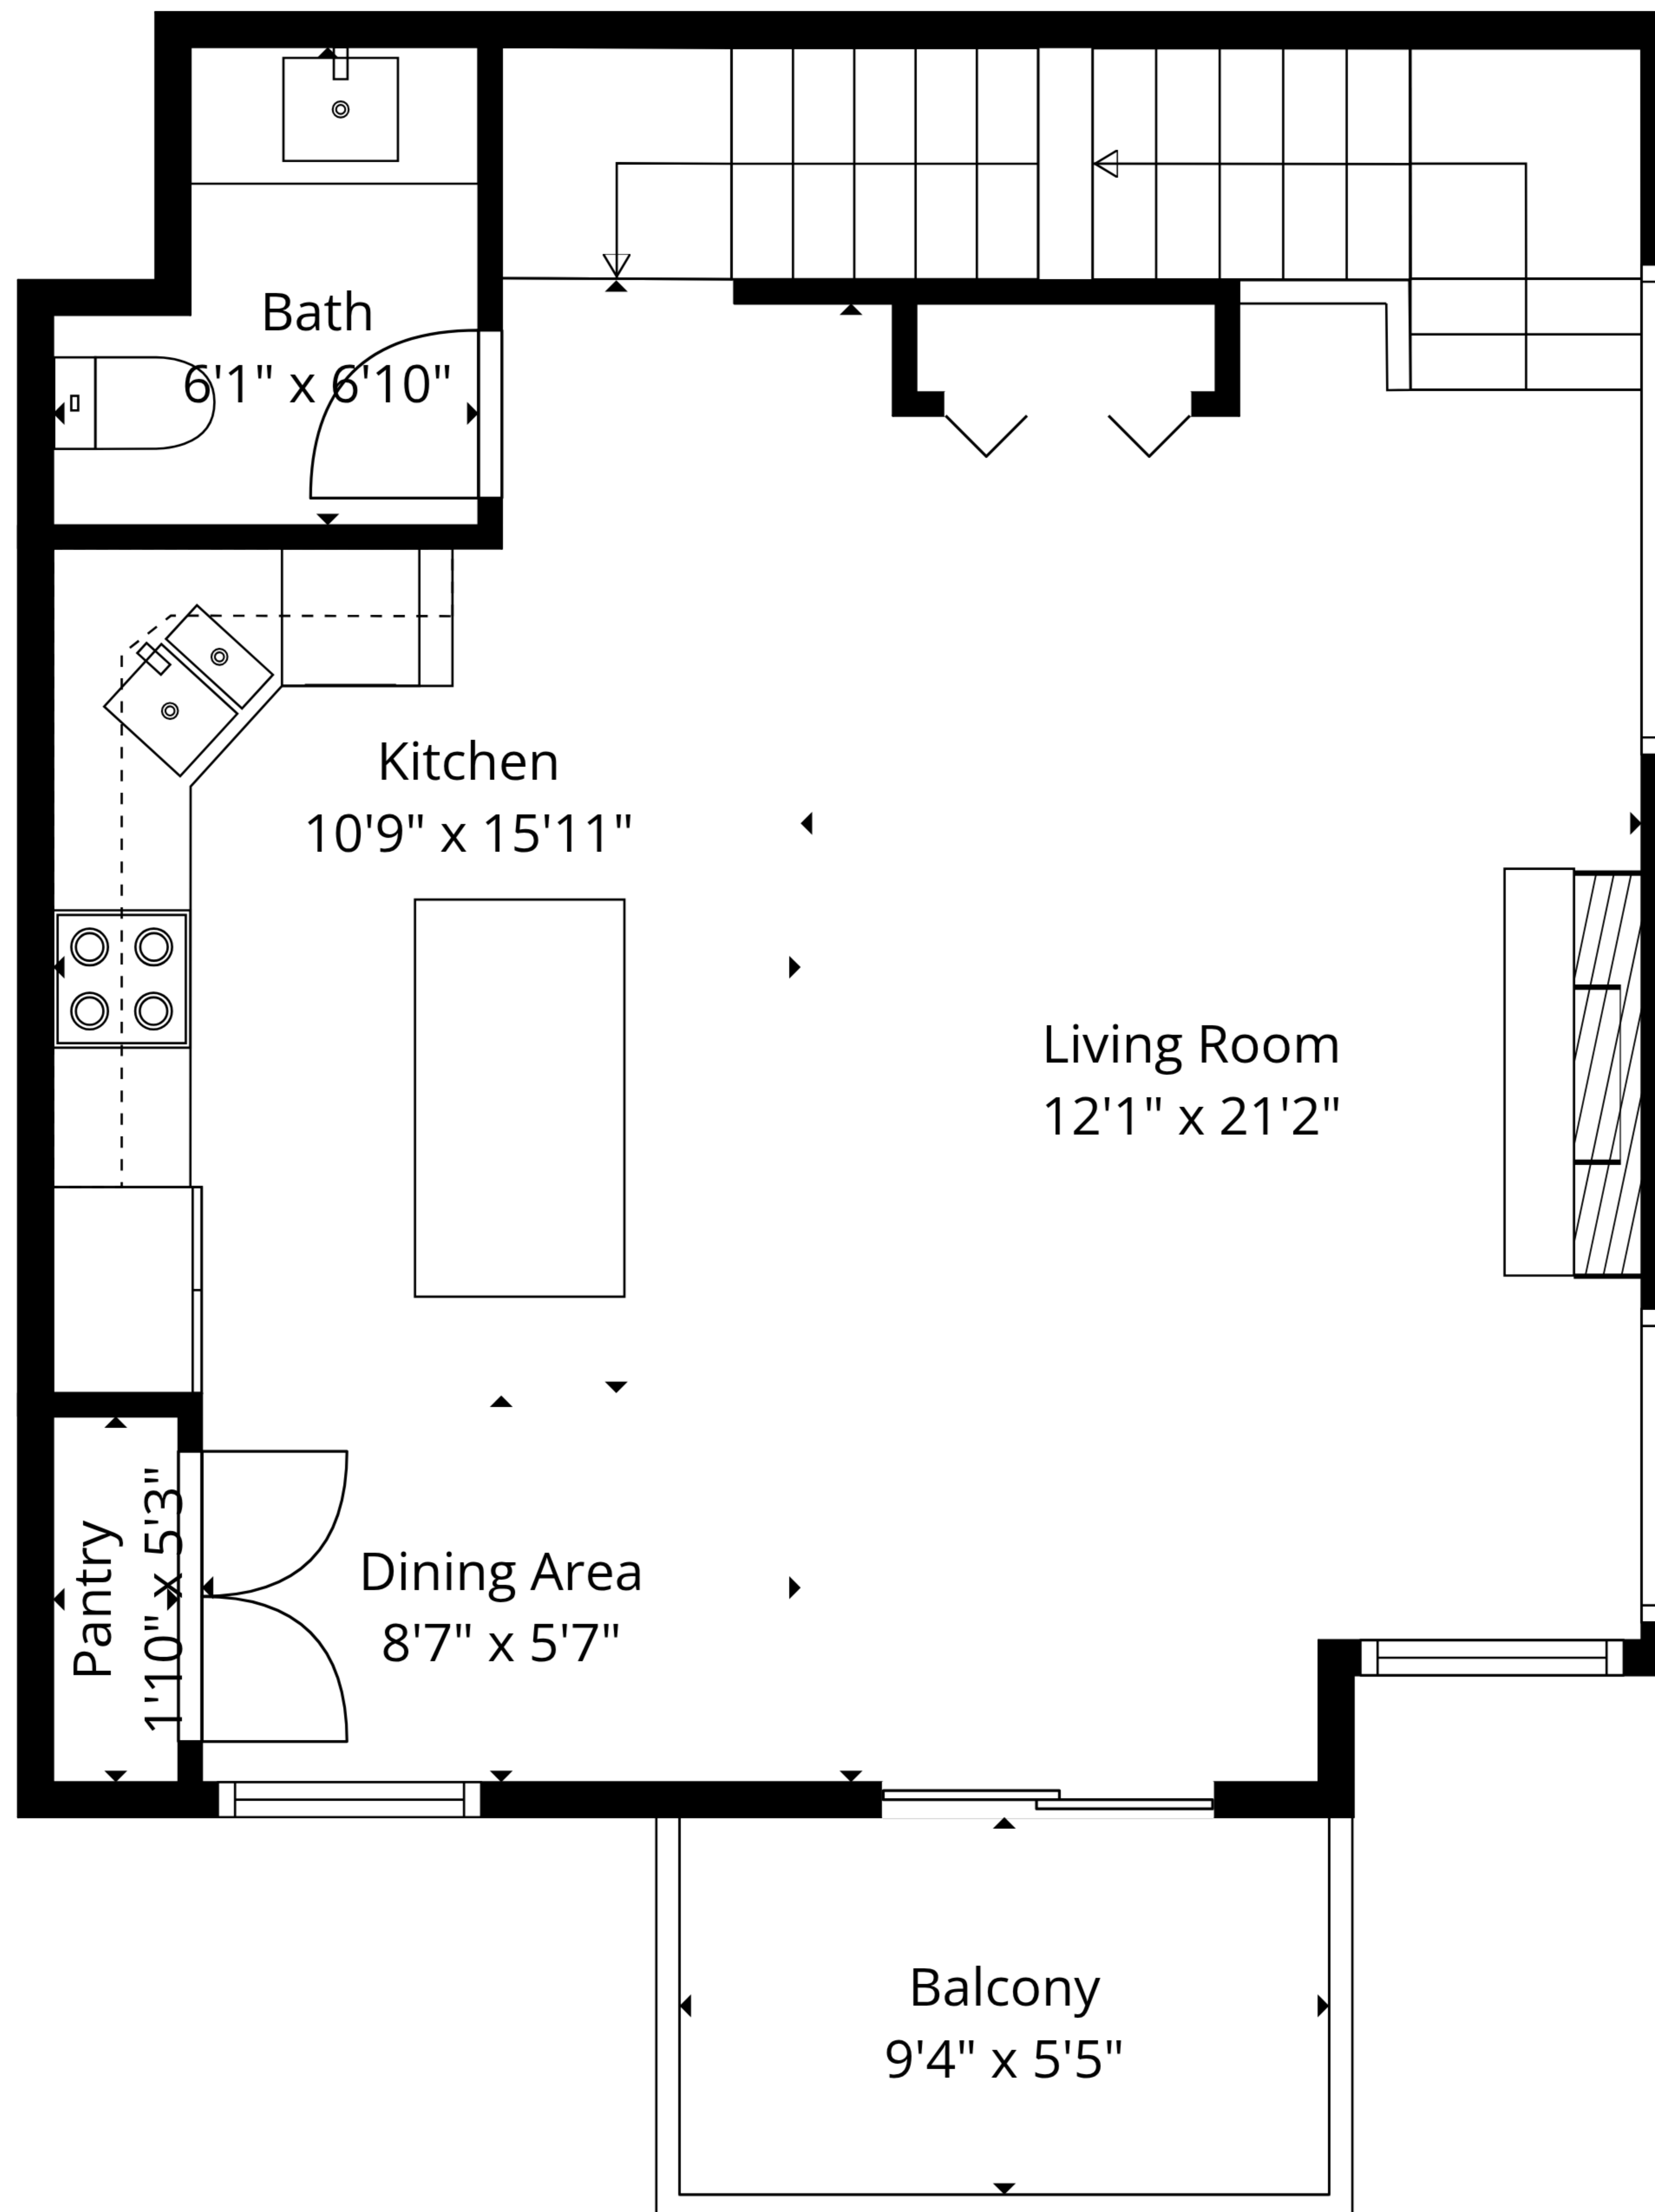 Bath
6'1" x 6'10"
Kitchen
10'9" x 15'11"
Living Room
12'1" x 21'2"
Pantry
1'10" x 5'3"
Dining Area
8'7" x 5'7"
Balcony
9'4" x 5'5"